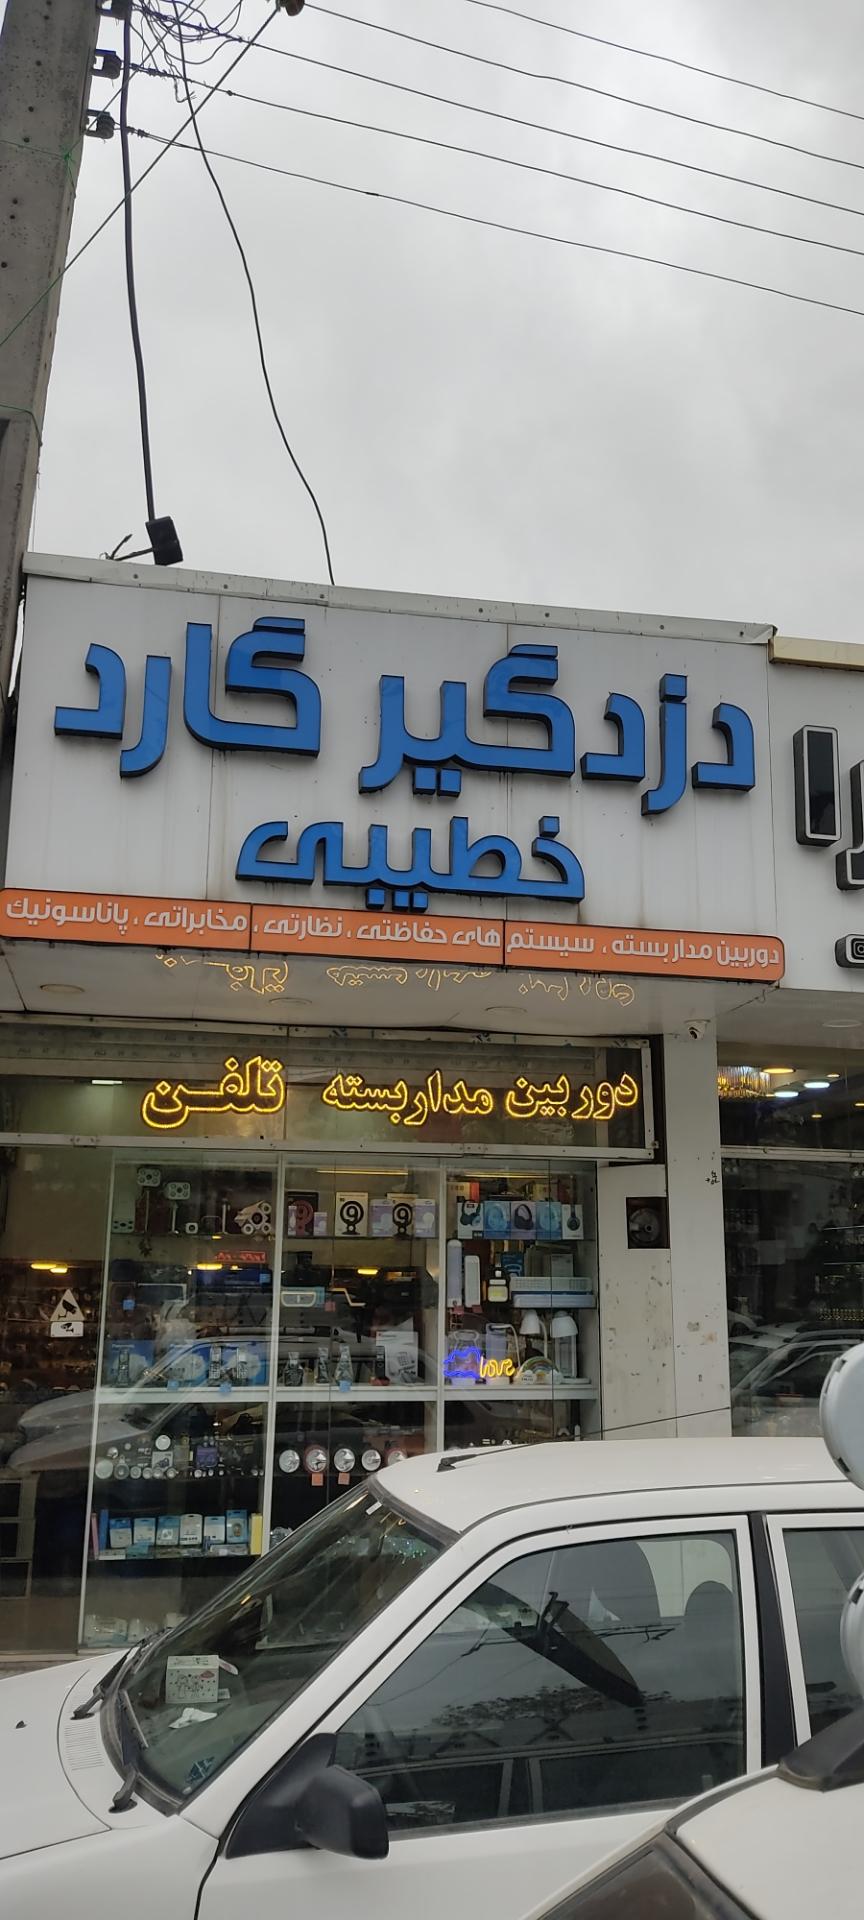 دزدگیر گارد
خطیبی
دوربین مداربسته ، سیستم های حفاظتی ، نظارتی ، مخابراتی ، پاناسونیک
دوربین مداربسته تلفن